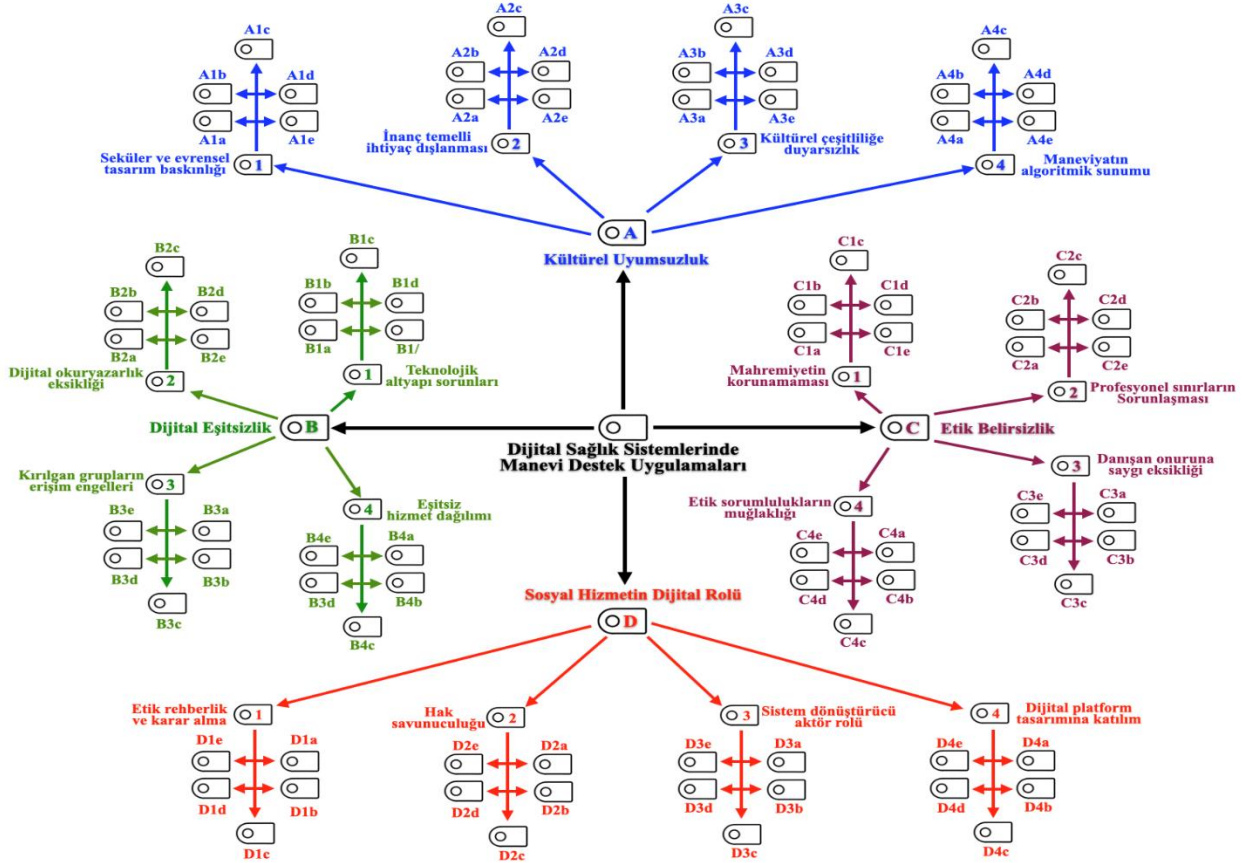 A1c
A1b
A1d
A1a
A1e
Seküler ve evrensel
tasarım baskınlığı
1
A2c
A2b
A2d
A2a
A2e
İnanç temelli
ihtiyaç dışlanması
2
A3c
A3b
A3d
A3a
A3e
3
Kültürel çeşitliliğe
duyarsızlık
A4c
A4b
A4d
A4a
A4e
4
Maneviyatın
algoritmik sunumu
A
Kültürel Uyumsuzluk
B2c
B2b
B2d
B2a
B2e
Dijital okuryazarlık
eksikliği
2
B1c
B1b
B1d
B1a
B1/
1
Teknolojik
altyapı sorunları
C1c
C1b
C1d
C1a
C1e
Mahremiyetin
korunamaması
1
C2c
C2b
C2d
C2a
C2e
2
Profesyonel sınırların
Sorunlaşması
Dijital Eşitsizlik
B
C
Etik Belirsizlik
Dijital Sağlık Sistemlerinde
Manevi Destek Uygulamaları
Kırılgan grupların
erişim engelleri
3
B3e
B3a
B3d
B3b
B3c
4
Eşitsiz
hizmet dağılımı
B4e
B4a
B3d
B4b
B4c
Etik sorumlulukların
muğlaklığı
4
C4e
C4a
C4d
C4b
C4c
3
Danışan onuruna
saygı eksikliği
C3e
C3a
C3d
C3b
C3c
Sosyal Hizmetin Dijital Rolü
D
Etik rehberlik
ve karar alma
1
D1e
D1a
D1d
D1b
D1c
Hak
savunuculuğu
2
D2e
D2a
D2d
D2b
D2c
3
Sistem dönüştürücü
aktör rolü
D3e
D3a
D3d
D3b
D3c
4
Dijital platform
tasarımına katılım
D4e
D4a
D4d
D4b
D4c